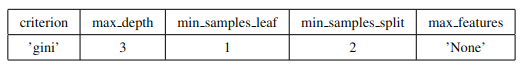 criterion max_depth min_samples_leaf min_samples_split max_features
'gini' 3 1 2 'None'